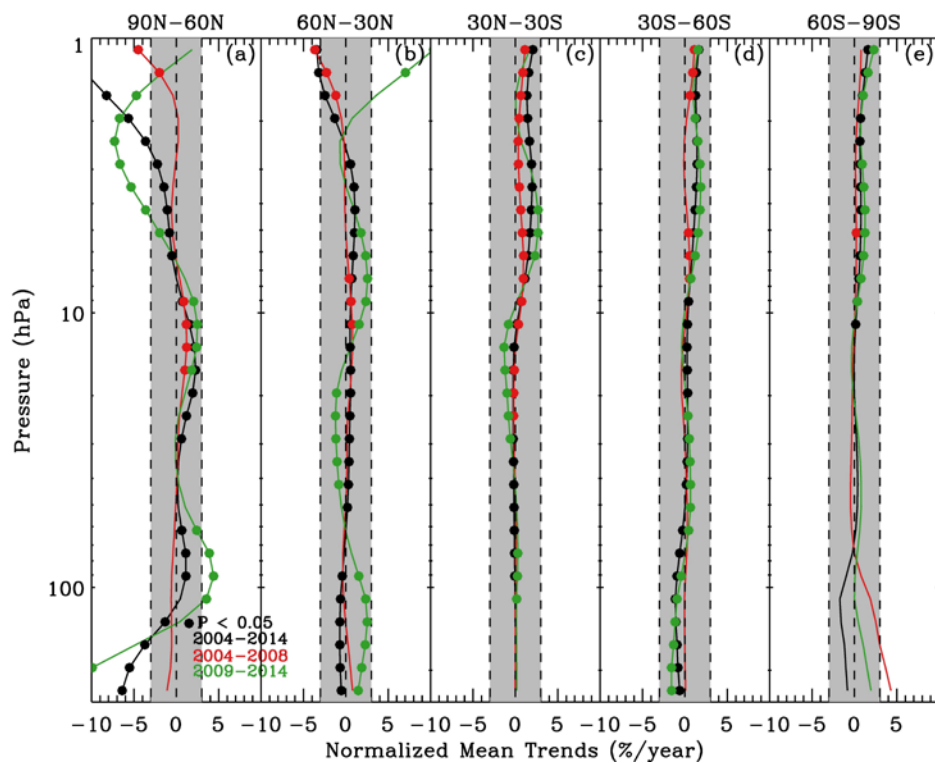 90N−60N 60N−30N 30N−30S 30S−60S 60S−90S
1 (a) (b) (c) (d) (e)
Pressure (hPa)
10
100
P < 0.05
2004−2014
2004−2008
2009−2014
−10 −5 0 5 −10 −5 0 5 −10 −5 0 5 −10 −5 0 5 −10 −5 0 5 10
Normalized Mean Trends (%/year)